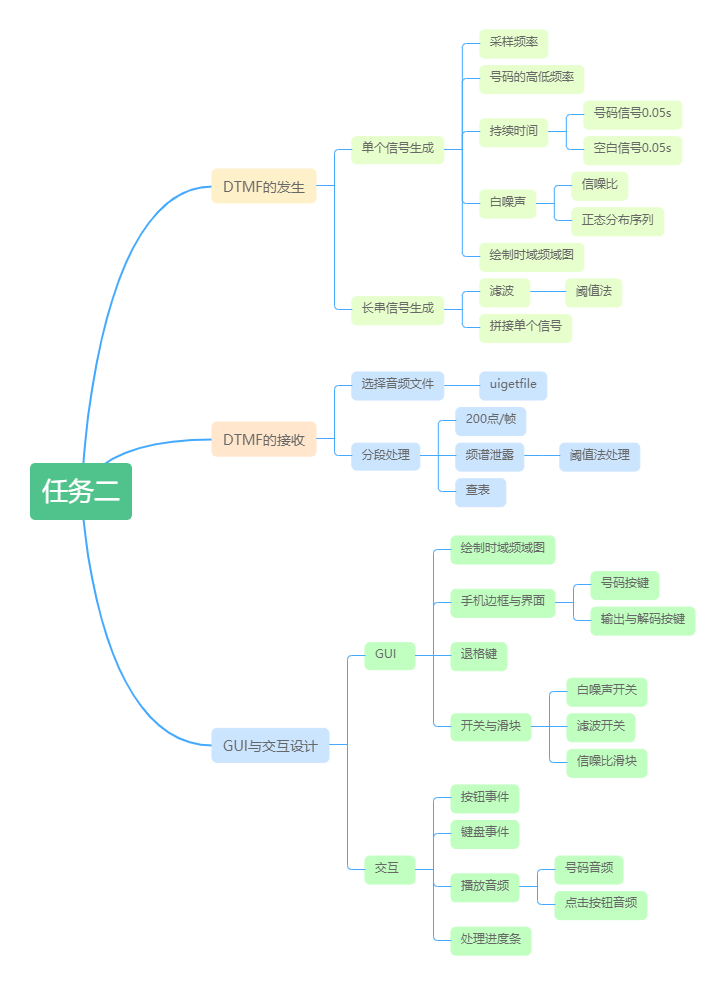 任务二
DTMF的发生
单个信号生成
采样频率
号码的高低频率
持续时间
号码信号0.05s
空白信号0.05s
白噪声
信噪比
正态分布序列
绘制时域频域图
长串信号生成
滤波
阈值法
拼接单个信号
DTMF的接收
选择音频文件
uigetfile
分段处理
200点/帧
频谱泄露
阈值法处理
查表
GUI与交互设计
GUI
绘制时域频域图
手机边框与界面
号码按键
输出与解码按键
退格键
开关与滑块
白噪声开关
滤波开关
信噪比滑块
交互
按钮事件
键盘事件
播放音频
号码音频
点击按钮音频
处理进度条